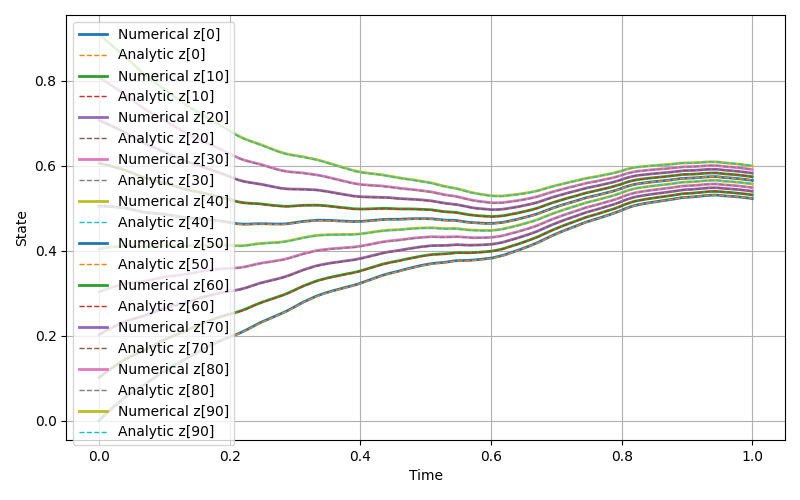 Numerical z[0]
Analytic z[0]
Numerical z[10]
Analytic z[10]
Numerical z[20]
Analytic z[20]
Numerical z[30]
Analytic z[30]
Numerical z[40]
Analytic z[40]
Numerical z[50]
Analytic z[50]
Numerical z[60]
Analytic z[60]
Numerical z[70]
Analytic z[70]
Numerical z[80]
Analytic z[80]
Numerical z[90]
Analytic z[90]
0.8
0.6
0.4
0.2
0.0
State
0.0 0.2 0.4 0.6 0.8 1.0
Time